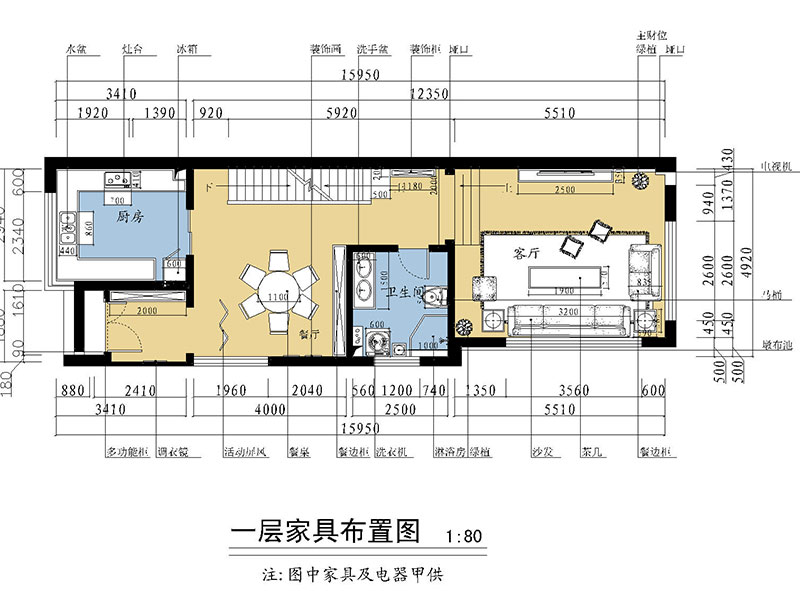 主财位
水盆 灶台 冰箱 装饰画 洗手盆 装饰柜 垭口 绿植 垭口
15950
3410 12350
1920 1390 920 5920 5510
430
电视机
600 410 2500 1180 500 940 1370
700
厨房
860
2340 440 600
客厅
2600 2600 4920
1500
卫生间
1900 835
1610 1100
马桶
2000 3200
餐厅 600 1000
450 450
90 墩布池
180 500 500
880 2410 1960 2040 560 1200 740 1350 3560 600
3410 4000 2500 5510
15950
多功能柜 调衣镜 活动屏风 餐桌 餐边柜 洗衣机 淋浴房 绿植 沙发 茶几 餐边柜
一层家具布置图 1:80
注:图中家具及电器甲供